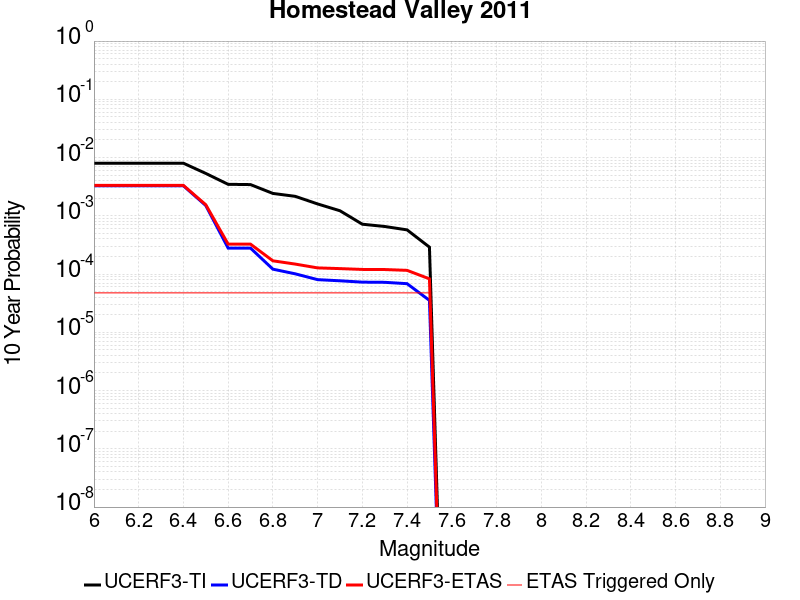 Homestead Valley 2011
10 Year Probability
10^0
10^-1
10^-2
10^-3
10^-4
10^-5
10^-6
10^-7
10^-8
6 6.2 6.4 6.6 6.8 7 7.2 7.4 7.6 7.8 8 8.2 8.4 8.6 8.8 9
Magnitude
UCERF3-TI UCERF3-TD UCERF3-ETAS ETAS Triggered Only